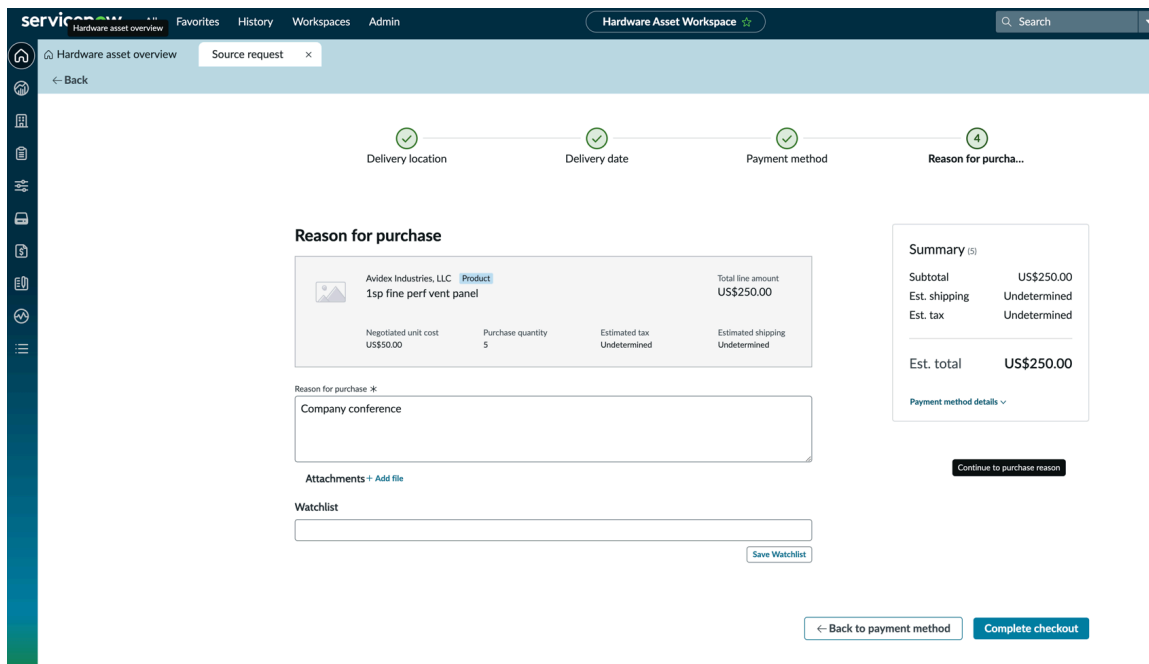 Favorites History Workspaces Admin
Hardware Asset Workspace
Search
Hardware asset overview
Hardware asset overview
Source request ×
← Back
Delivery location
Delivery date
Payment method
4
Reason for purcha...
Reason for purchase
Avidex Industries, LLC Product
1sp fine perf vent panel
Total line amount
US$250.00
Negotiated unit cost
US$50.00
Purchase quantity
5
Estimated tax
Undetermined
Estimated shipping
Undetermined
Reason for purchase *
Company conference
Attachments + Add file
Watchlist
Save Watchlist
Summary (5)
Subtotal US$250.00
Est. shipping Undetermined
Est. tax Undetermined
Est. total US$250.00
Payment method details
Continue to purchase reason
← Back to payment method
Complete checkout